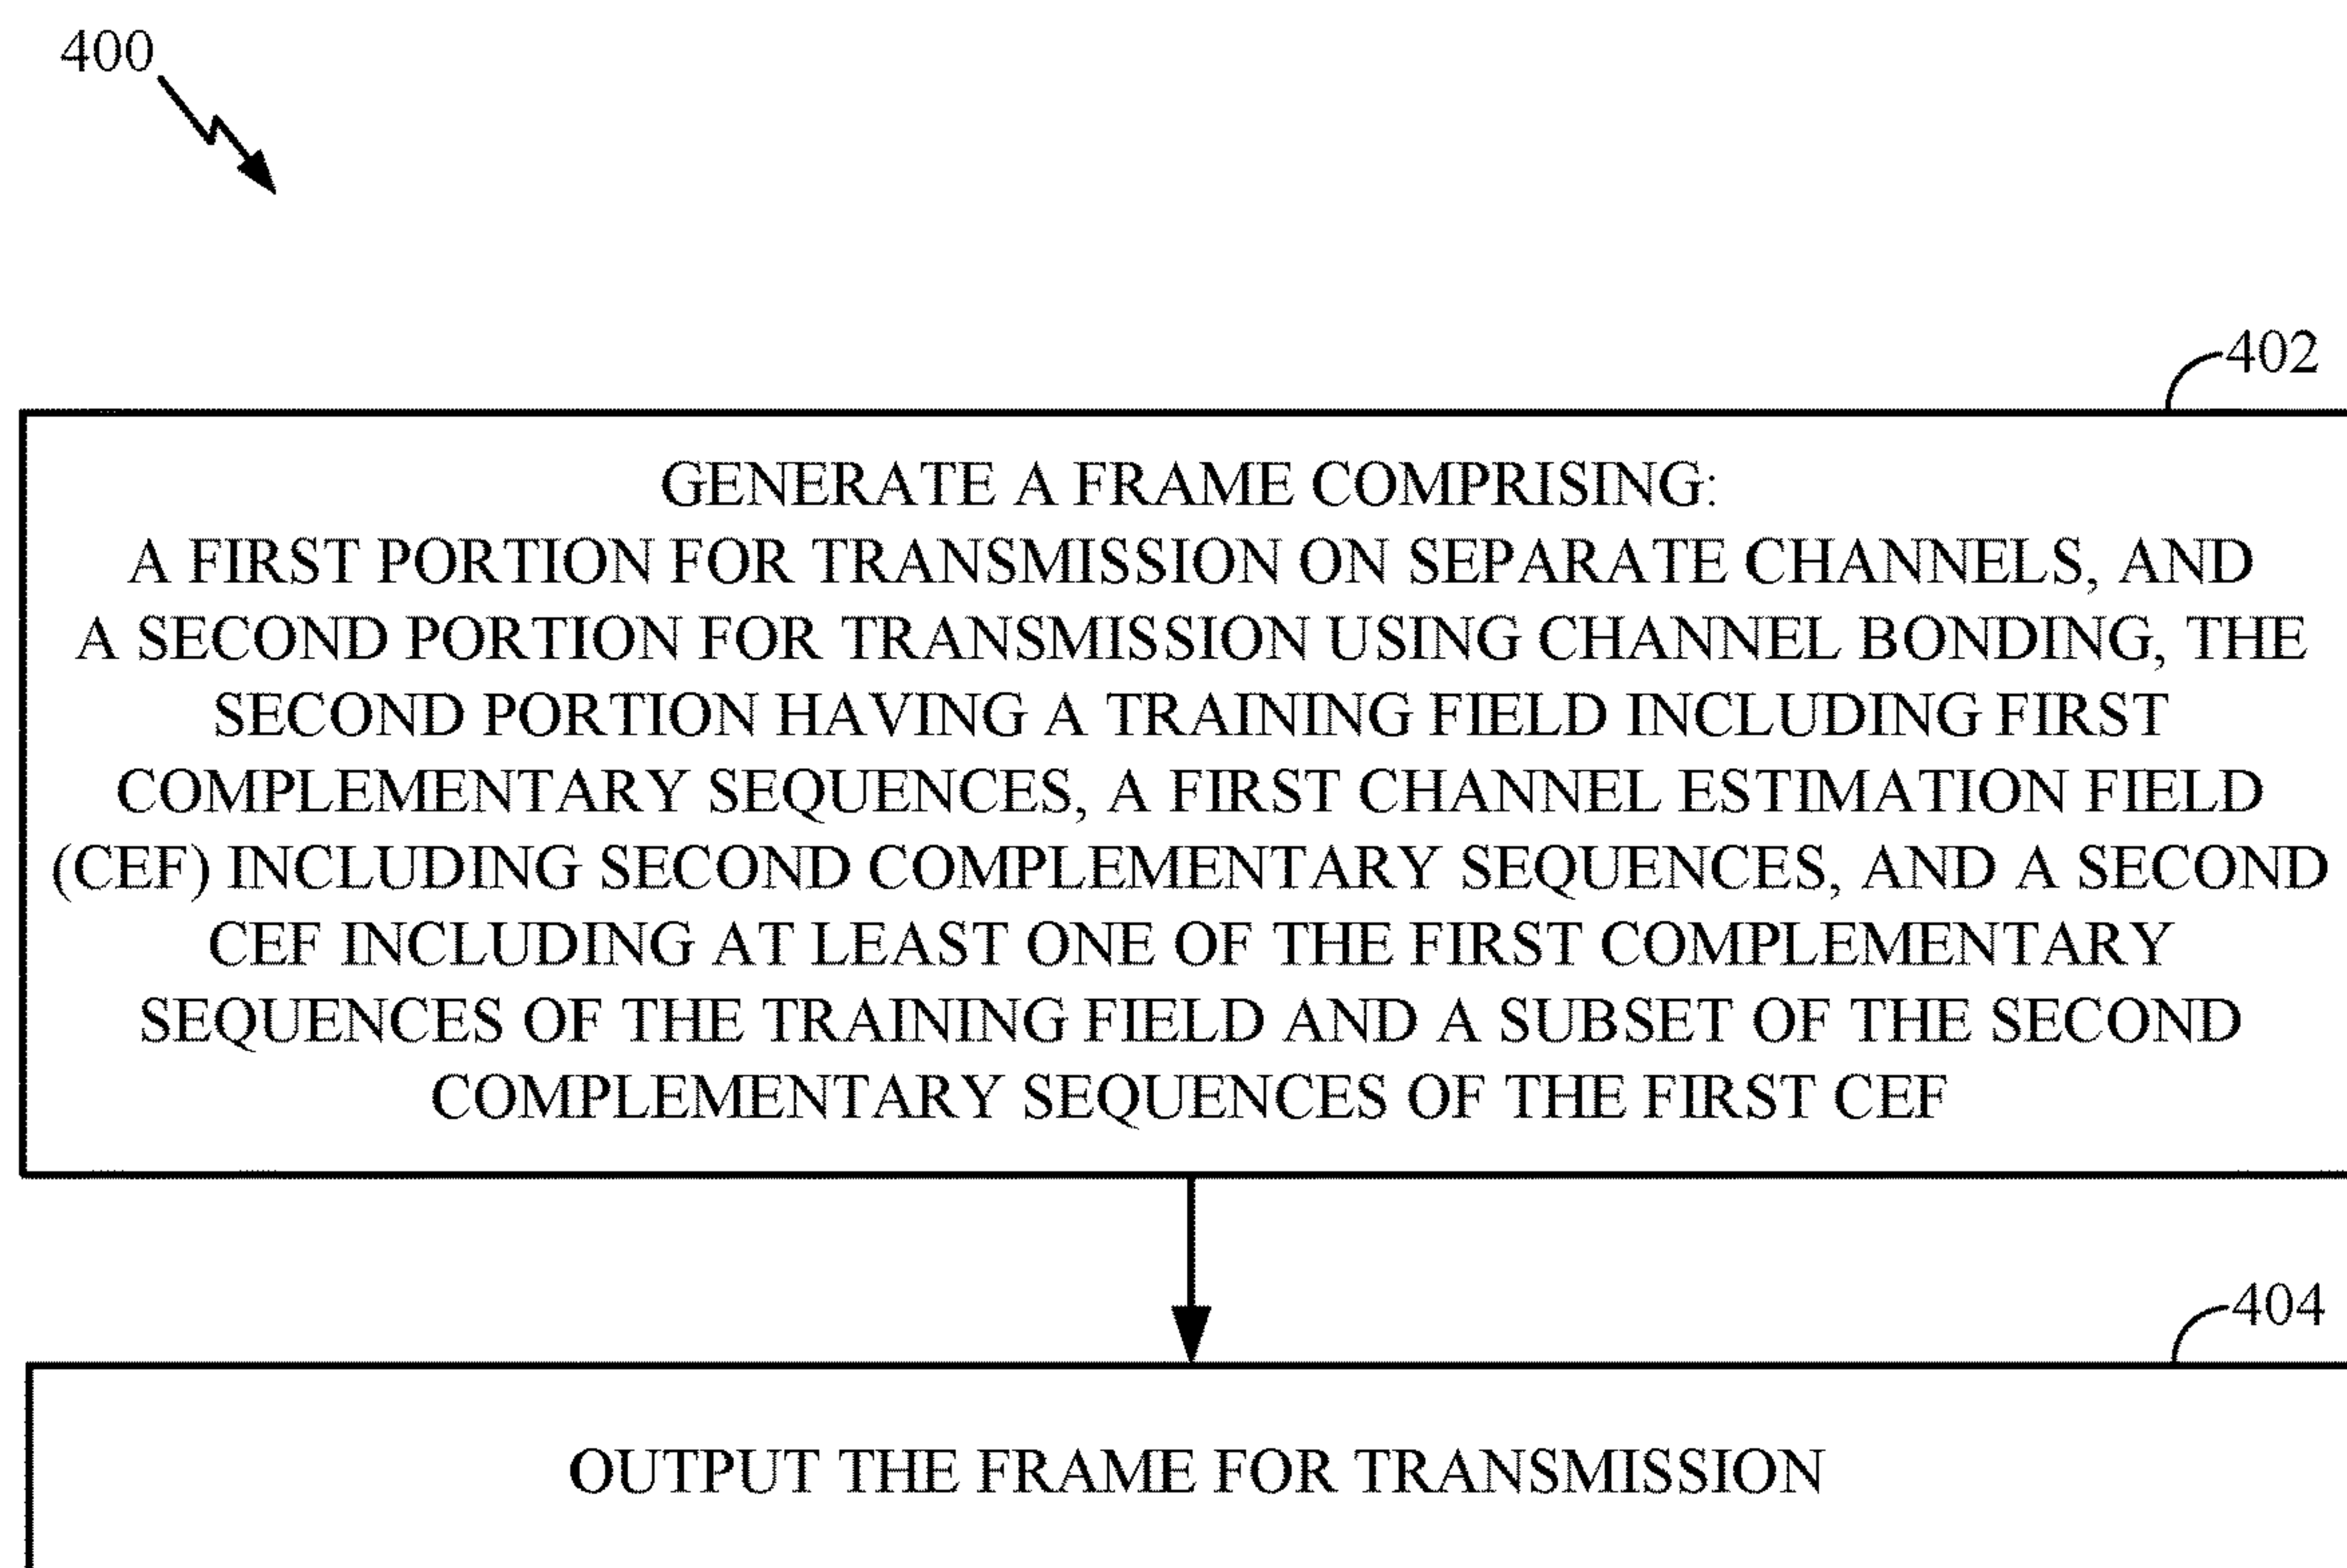 400
402
GENERATE A FRAME COMPRISING:
A FIRST PORTION FOR TRANSMISSION ON SEPARATE CHANNELS, AND
A SECOND PORTION FOR TRANSMISSION USING CHANNEL BONDING, THE
SECOND PORTION HAVING A TRAINING FIELD INCLUDING FIRST
COMPLEMENTARY SEQUENCES, A FIRST CHANNEL ESTIMATION FIELD
(CEF) INCLUDING SECOND COMPLEMENTARY SEQUENCES, AND A SECOND
CEF INCLUDING AT LEAST ONE OF THE FIRST COMPLEMENTARY
SEQUENCES OF THE TRAINING FIELD AND A SUBSET OF THE SECOND
COMPLEMENTARY SEQUENCES OF THE FIRST CEF
404
OUTPUT THE FRAME FOR TRANSMISSION